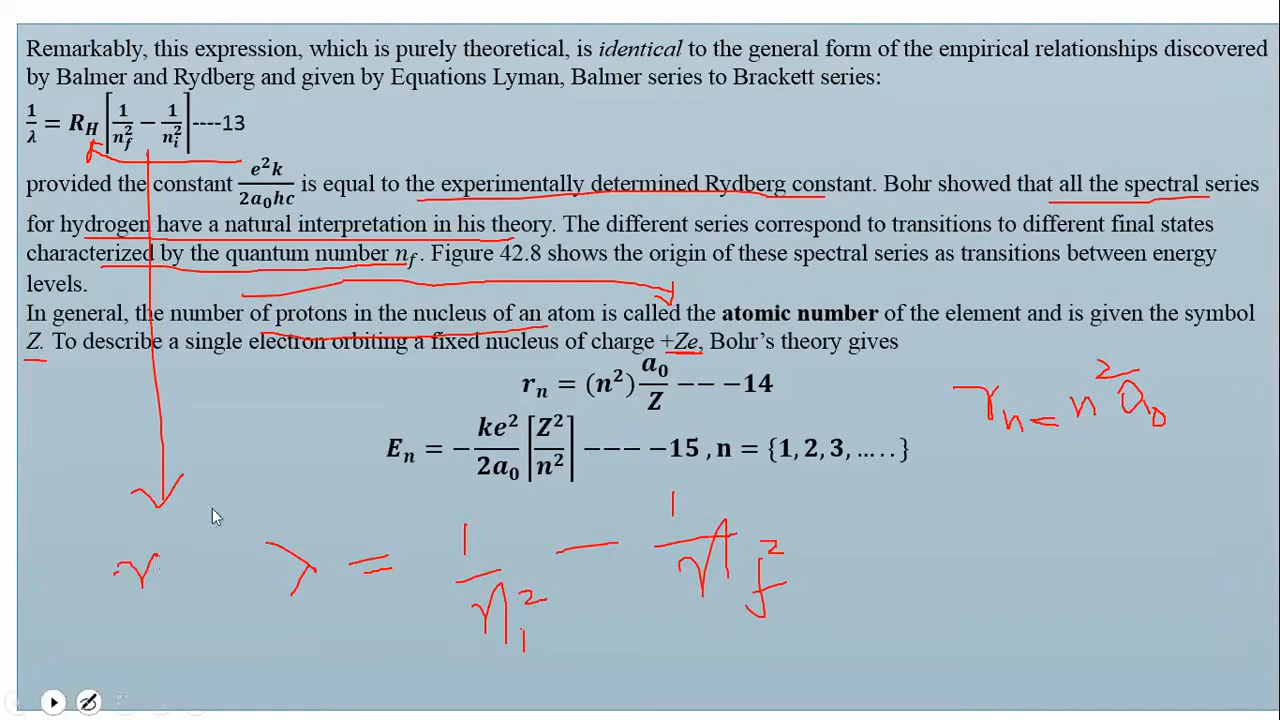 Remarkably, this expression, which is purely theoretical, is identical to the general form of the empirical relationships discovered
by Balmer and Rydberg and given by Equations Lyman, Balmer series to Brackett series:
1/λ = R_H [1/n_f² − 1/n_i²] ----13
provided the constant e²k/2a₀hc is equal to the experimentally determined Rydberg constant. Bohr showed that all the spectral series
for hydrogen have a natural interpretation in his theory. The different series correspond to transitions to different final states
characterized by the quantum number n_f. Figure 42.8 shows the origin of these spectral series as transitions between energy
levels.
In general, the number of protons in the nucleus of an atom is called the atomic number of the element and is given the symbol
Z. To describe a single electron orbiting a fixed nucleus of charge +Ze, Bohr’s theory gives
r_n = (n²) a₀/Z −− − −14
r_n = n² a₀
E_n = − ke²/2a₀ [Z²/n²] −−− − −15 , n = {1, 2, 3, … . . }
λ = 1/n₁² − 1/n_f²